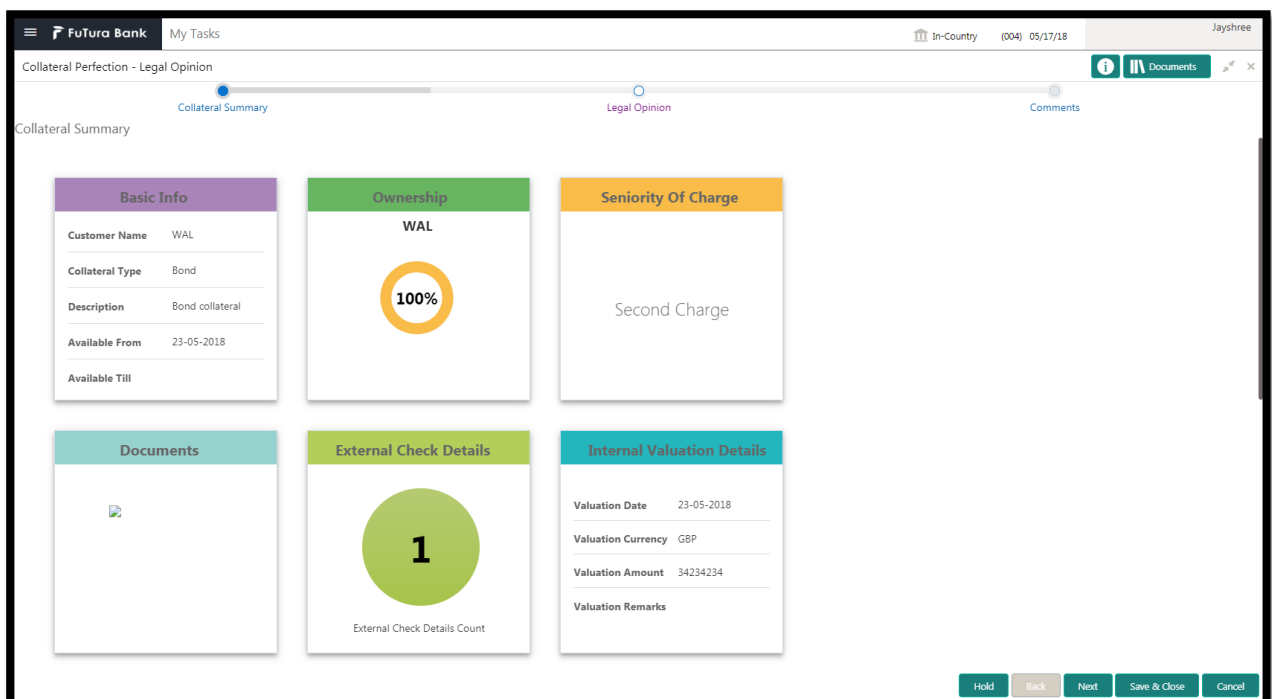 FuTura Bank My Tasks In-Country (004) 05/17/18 Jayshree
Collateral Perfection - Legal Opinion i Documents
Collateral Summary Legal Opinion Comments
Collateral Summary
Basic Info
Customer Name WAL
Collateral Type Bond
Description Bond collateral
Available From 23-05-2018
Available Till
Ownership
WAL
100%
Seniority Of Charge
Second Charge
Documents
External Check Details
1
External Check Details Count
Internal Valuation Details
Valuation Date 23-05-2018
Valuation Currency GBP
Valuation Amount 34234234
Valuation Remarks
Hold Back Next Save & Close Cancel